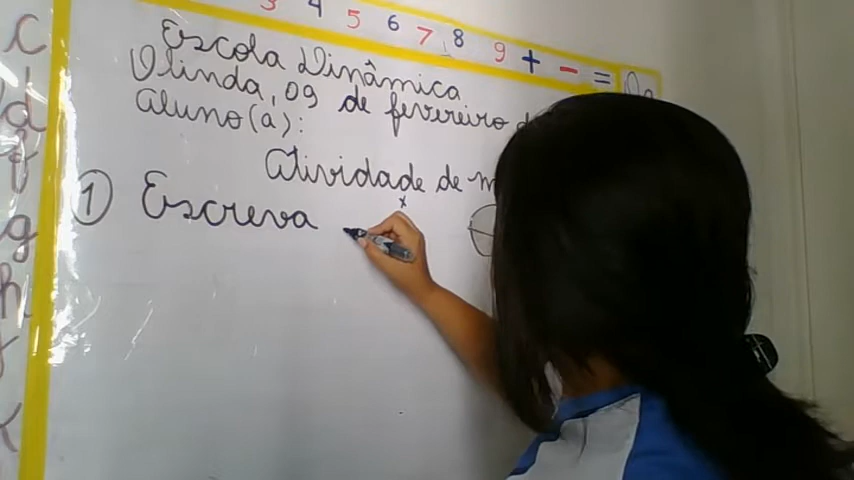 3 4 5 6 7 8 9 + - =
Escola Dinâmica
Olinda, 09 de fevereiro
Aluno(a):
Atividade de
1 Escreva
c
d
g
h